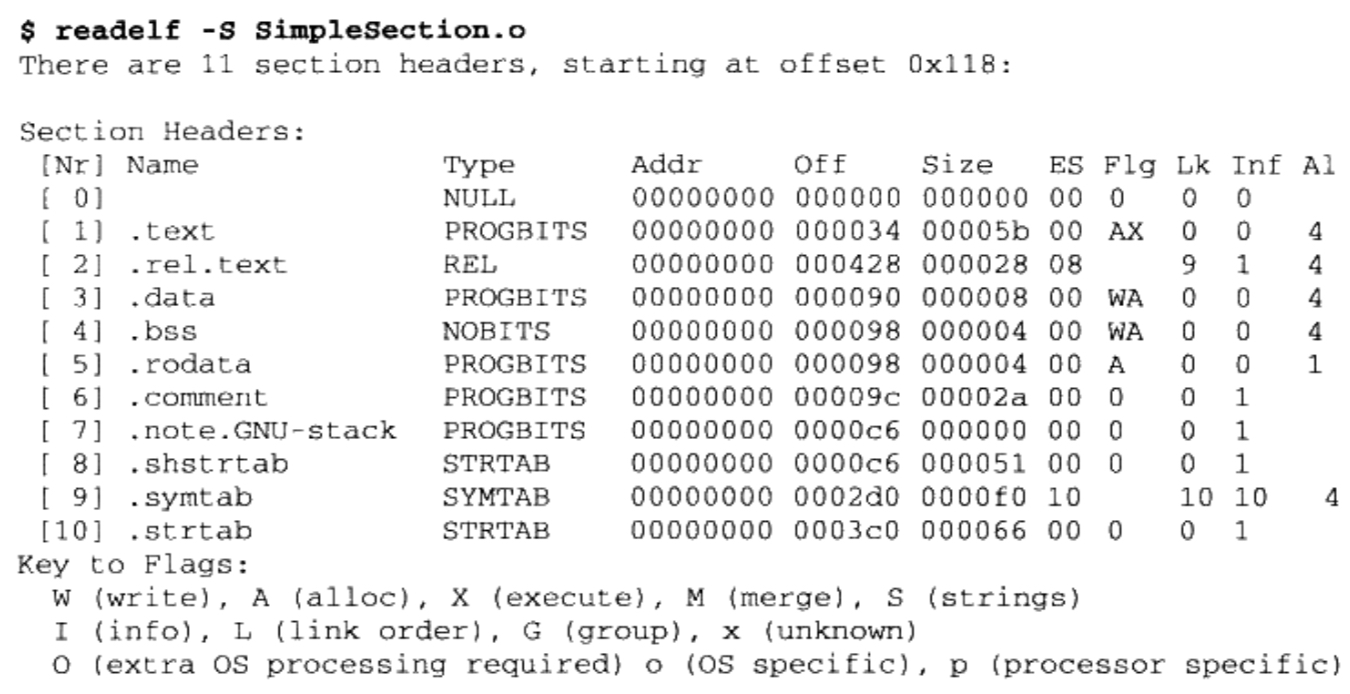 $ readelf -S SimpleSection.o
There are 11 section headers, starting at offset 0x118:
Section Headers:
[Nr] Name Type Addr Off Size ES Flg Lk Inf Al
[ 0] NULL 00000000 000000 000000 00 0 0 0
[ 1] .text PROGBITS 00000000 000034 00005b 00 AX 0 0 4
[ 2] .rel.text REL 00000000 000428 000028 08 9 1 4
[ 3] .data PROGBITS 00000000 000090 000008 00 WA 0 0 4
[ 4] .bss NOBITS 00000000 000098 000004 00 WA 0 0 4
[ 5] .rodata PROGBITS 00000000 000098 000004 00 A 0 0 1
[ 6] .comment PROGBITS 00000000 00009c 00002a 00 0 0 1
[ 7] .note.GNU-stack PROGBITS 00000000 0000c6 000000 00 0 0 1
[ 8] .shstrtab STRTAB 00000000 0000c6 000051 00 0 0 1
[ 9] .symtab SYMTAB 00000000 0002d0 0000f0 10 10 10 4
[10] .strtab STRTAB 00000000 0003c0 000066 00 0 0 1
Key to Flags:
W (write), A (alloc), X (execute), M (merge), S (strings)
I (info), L (link order), G (group), x (unknown)
O (extra OS processing required) o (OS specific), p (processor specific)